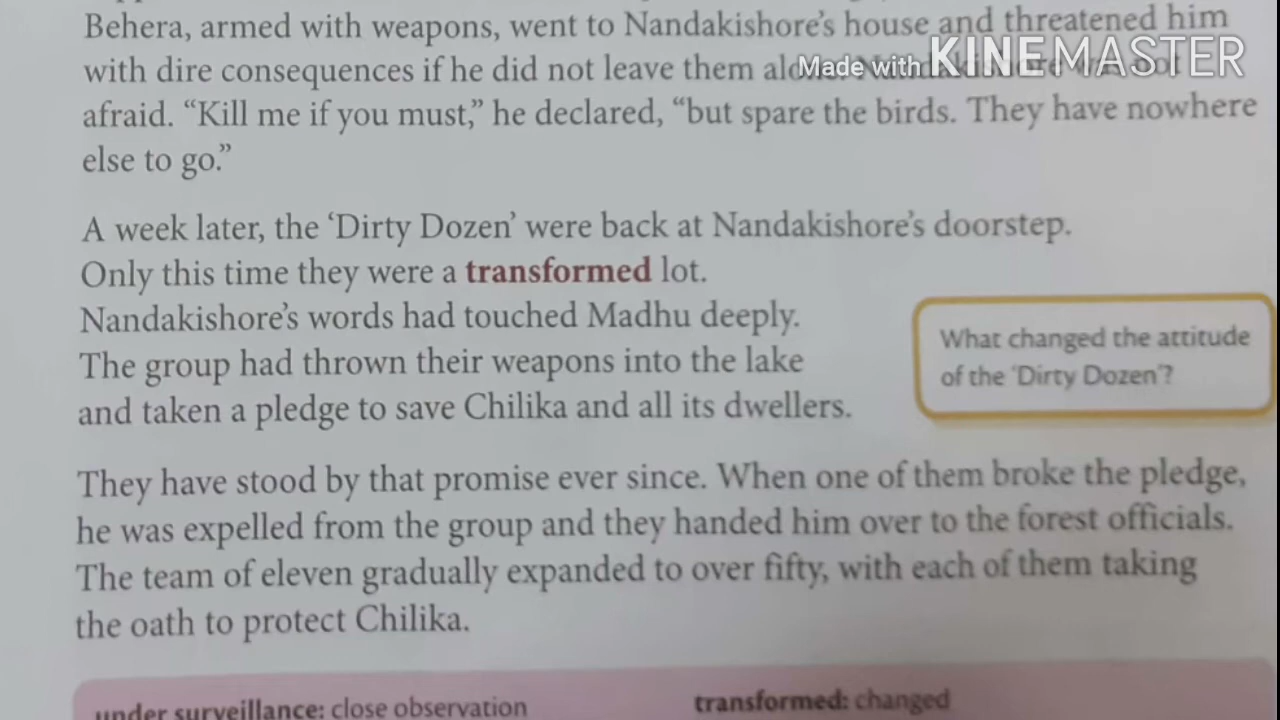 Behera, armed with weapons, went to Nandakishore's house and threatened him
with dire consequences if he did not leave them
Made with KINEMASTER
afraid. “Kill me if you must,” he declared, “but spare the birds. They have nowhere
else to go.”
A week later, the ‘Dirty Dozen’ were back at Nandakishore's doorstep.
Only this time they were a transformed lot.
Nandakishore's words had touched Madhu deeply.
The group had thrown their weapons into the lake
and taken a pledge to save Chilika and all its dwellers.
What changed the attitude
of the ‘Dirty Dozen’?
They have stood by that promise ever since. When one of them broke the pledge,
he was expelled from the group and they handed him over to the forest officials.
The team of eleven gradually expanded to over fifty, with each of them taking
the oath to protect Chilika.
under surveillance: close observation
transformed: changed